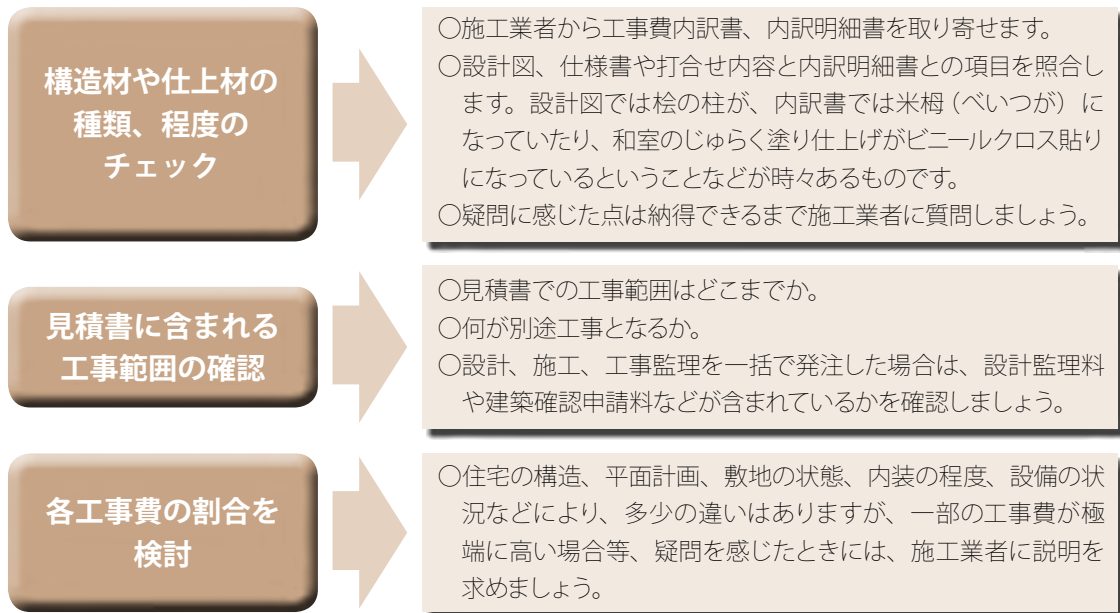 構造材や仕上材の
種類、程度の
チェック
○施工業者から工事費内訳書、内訳明細書を取り寄せます。
○設計図、仕様書や打合せ内容と内訳明細書との項目を照合し
ます。設計図では桧の柱が、内訳書では米栂（べいつが）に
なっていたり、和室のじゅらく塗り仕上げがビニールクロス貼り
になっているということなどが時々あるものです。
○疑問に感じた点は納得できるまで施工業者に質問しましょう。
見積書に含まれる
工事範囲の確認
○見積書での工事範囲はどこまでか。
○何が別途工事となるか。
○設計、施工、工事監理を一括で発注した場合は、設計監理料
や建築確認申請料などが含まれているかを確認しましょう。
各工事費の割合を
検討
○住宅の構造、平面計画、敷地の状態、内装の程度、設備の状
況などにより、多少の違いはありますが、一部の工事費が極
端に高い場合等、疑問を感じたときには、施工業者に説明を
求めましょう。